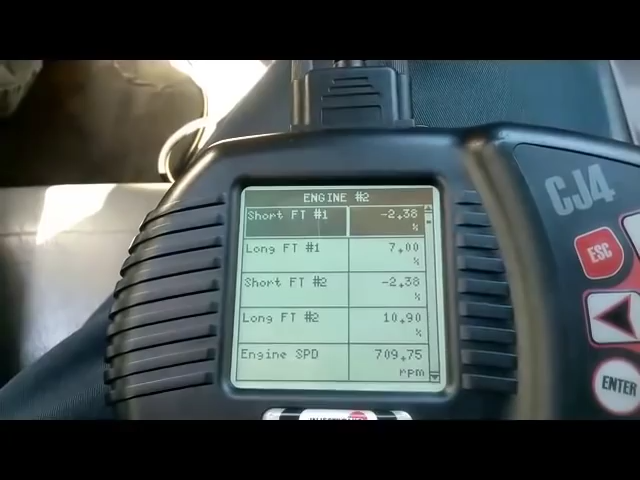 ENGINE #2
Short FT #1 -2.38 %
Long FT #1 7.00 %
Short FT #2 -2.38 %
Long FT #2 10.90 %
Engine SPD 709.75 rpm
CJ4
ESC
ENTER